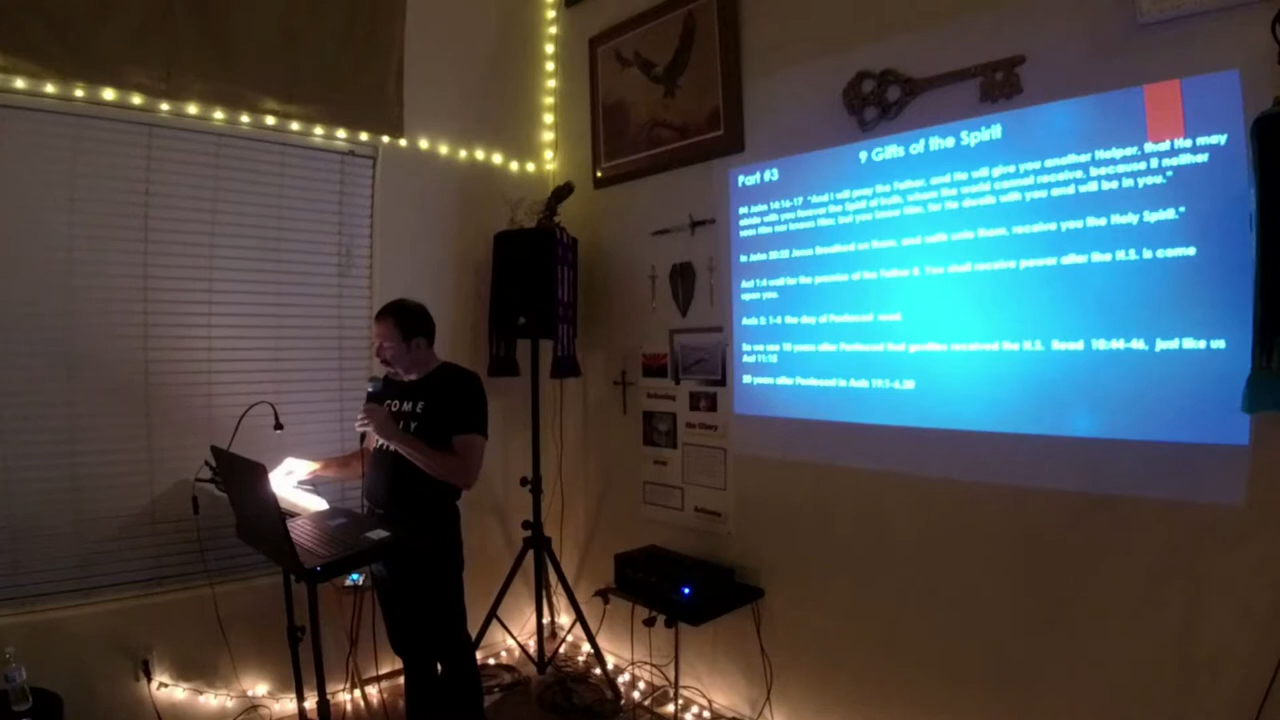 9 Gifts of the Spirit
Part #3
#4 John 14:16-17 "And I will pray the Father, and He will give you another Helper, that He may
abide with you forever the Spirit of truth, whom the world cannot receive, because it neither
seen Him nor knows Him; but you know Him, for He dwells with you and will be in you."
In John 20:22 Jesus Breathed on them, and saith unto them, receive you the Holy Spirit."
Act 1:4 wait for the promise of the Father 8. You shall receive power after the H.S. is come
upon you.
Acts 2: 1-4 the day of Pentecost read.
So we see 10 years after Pentecost that gentiles received the H.S. Read 10:44-46, just like us
Act 11:15
20 years after Pentecost in Acts 19:1-6.
COME
the Glory